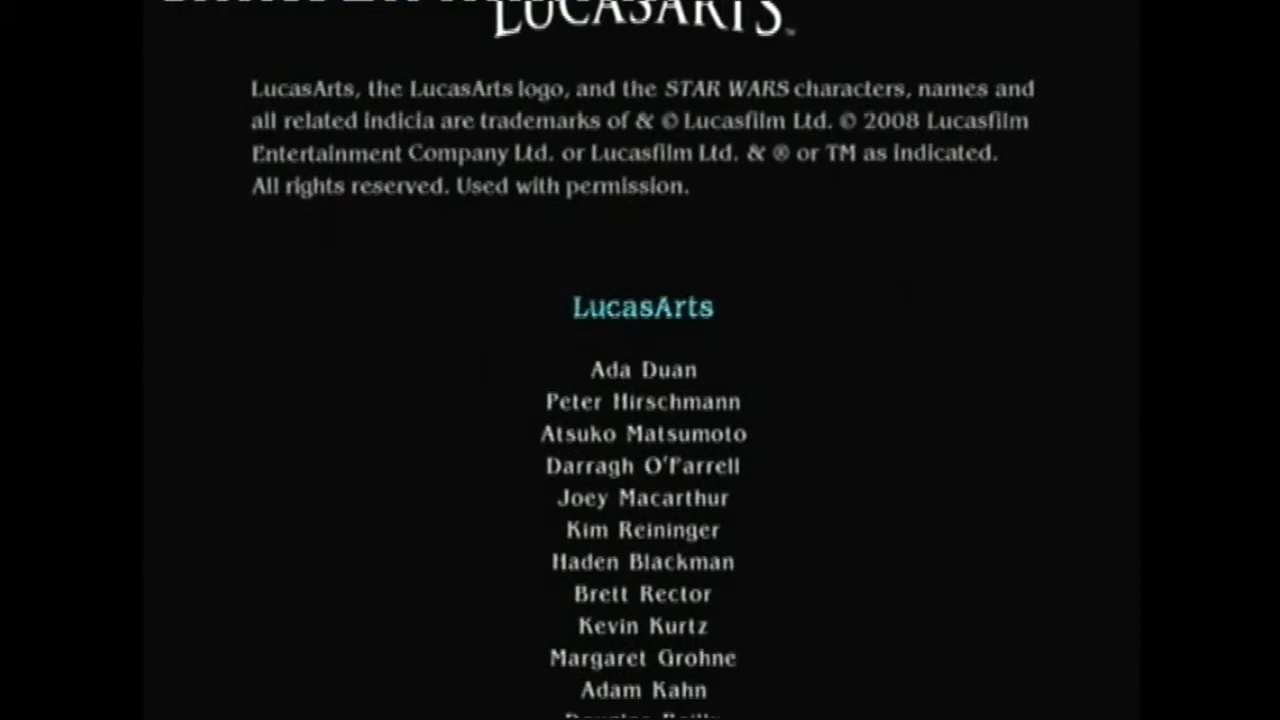 LUCASARTS™
LucasArts, the LucasArts logo, and the STAR WARS characters, names and
all related indicia are trademarks of & © Lucasfilm Ltd. © 2008 Lucasfilm
Entertainment Company Ltd. or Lucasfilm Ltd. & ® or TM as indicated.
All rights reserved. Used with permission.
LucasArts
Ada Duan
Peter Hirschmann
Atsuko Matsumoto
Darragh O'Farrell
Joey Macarthur
Kim Reininger
Haden Blackman
Brett Rector
Kevin Kurtz
Margaret Grohne
Adam Kahn